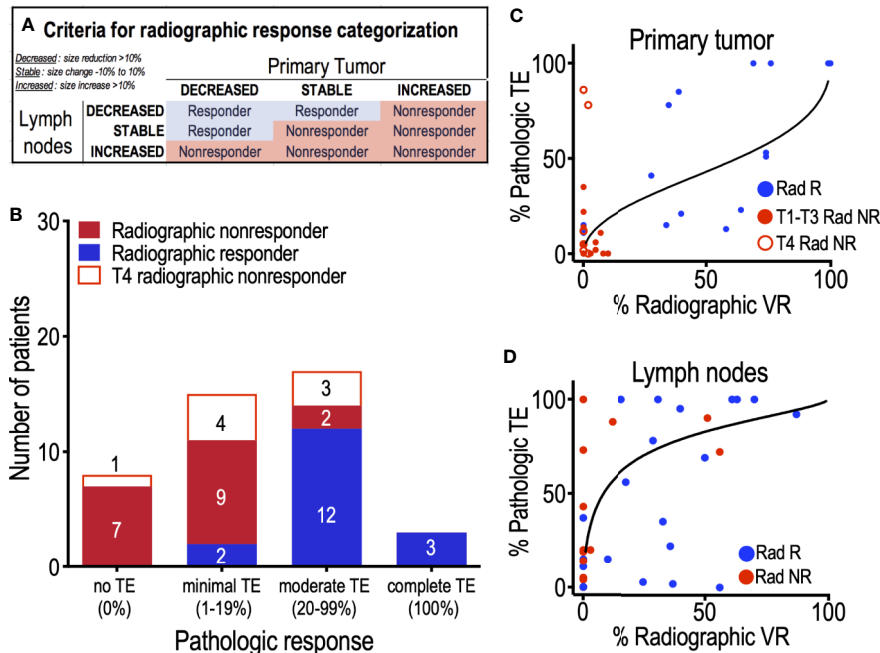 A
Criteria for radiographic response categorization
Decreased : size reduction >10%
Stable : size change -10% to 10%
Increased : size increase >10%
Primary Tumor
DECREASED STABLE INCREASED
Lymph nodes
DECREASED Responder Responder Nonresponder
STABLE Responder Nonresponder Nonresponder
INCREASED Nonresponder Nonresponder Nonresponder
B
Radiographic nonresponder
Radiographic responder
T4 radiographic nonresponder
Number of patients
30
20
10
0
1
7
4
9
2
3
2
12
3
no TE (0%)
minimal TE (1-19%)
moderate TE (20-99%)
complete TE (100%)
Pathologic response
C
Primary tumor
% Pathologic TE
100
50
0
Rad R
T1-T3 Rad NR
T4 Rad NR
0 50 100
% Radiographic VR
D
Lymph nodes
% Pathologic TE
100
50
0
Rad R
Rad NR
0 50 100
% Radiographic VR